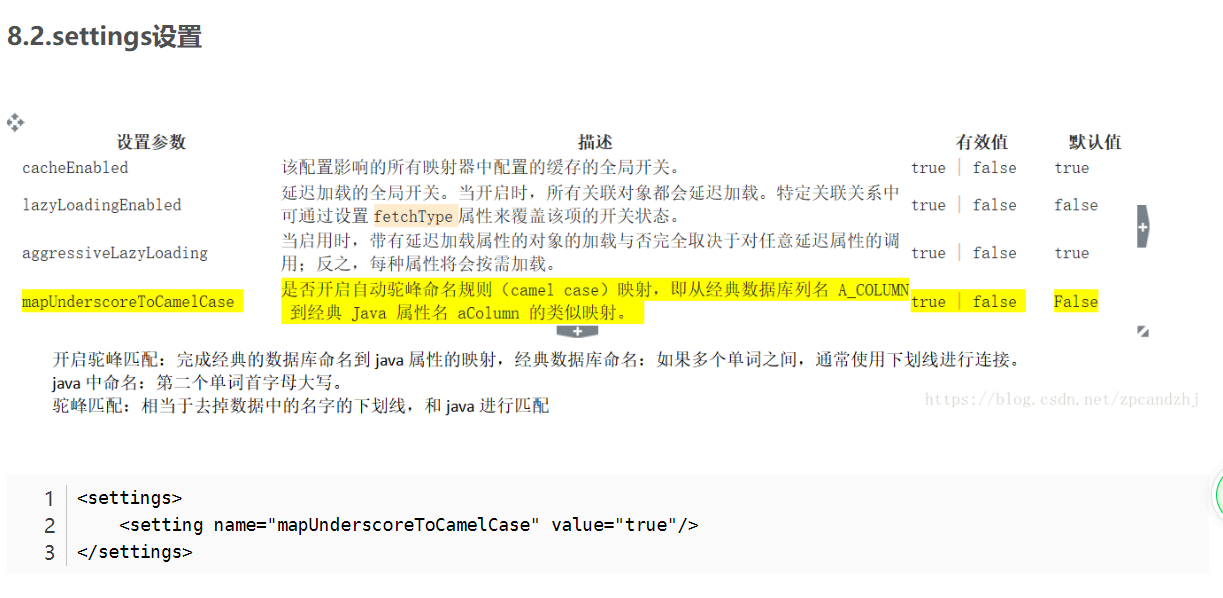 8.2.settings设置
设置参数 描述 有效值 默认值
cacheEnabled 该配置影响的所有映射器中配置的缓存的全局开关。 true | false true
延迟加载的全局开关。当开启时，所有关联对象都会延迟加载。特定关联关系中
lazyLoadingEnabled true | false false
可通过设置 fetchType 属性来覆盖该项的开关状态。
当启用时，带有延迟加载属性的对象的加载与否完全取决于对任意延迟属性的调
aggressiveLazyLoading true | false true
用；反之，每种属性将会按需加载。
是否开启自动驼峰命名规则（camel case）映射，即从经典数据库列名 A_COLUMN
mapUnderscoreToCamelCase true | false False
到经典 Java 属性名 aColumn 的类似映射。
开启驼峰匹配：完成经典的数据库命名到 java 属性的映射，经典数据库命名：如果多个单词之间，通常使用下划线进行连接。
java 中命名：第二个单词首字母大写。
驼峰匹配：相当于去掉数据中的名字的下划线，和 java 进行匹配
https://blog.csdn.net/zpcandzhj
1 <settings>
2     <setting name="mapUnderscoreToCamelCase" value="true"/>
3 </settings>